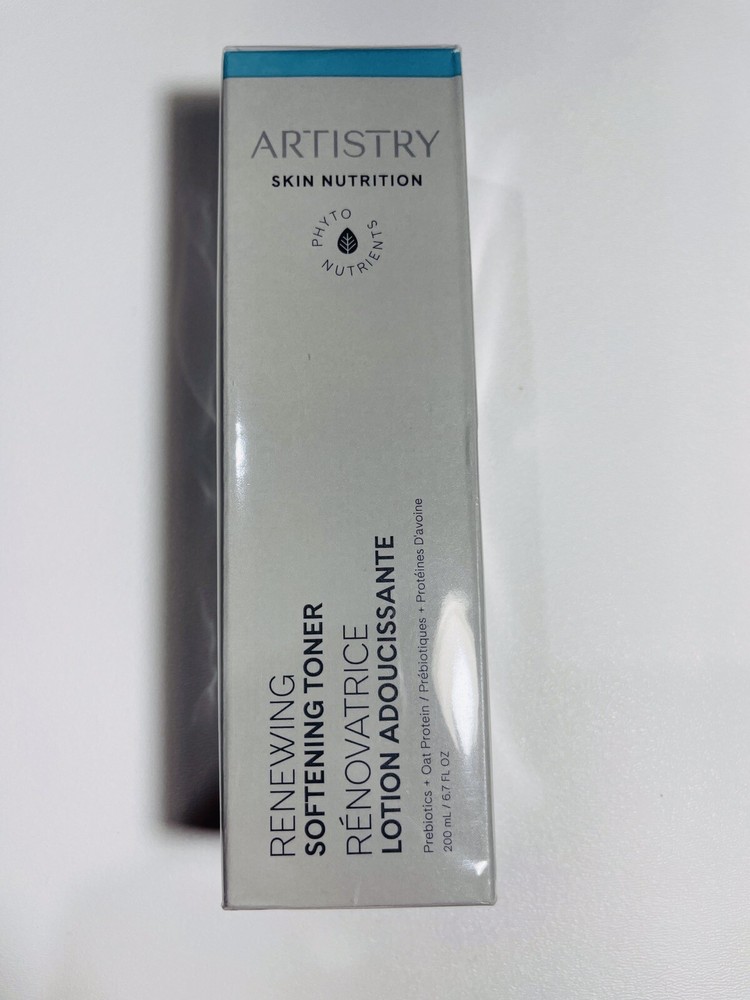 ARTISTRY
SKIN NUTRITION
PHYTO
NUTRIENTS
RENEWING
SOFTENING TONER
RÉNOVATRICE
LOTION ADOUCISSANTE
Prebiotics + Oat Protein / Prébiotiques + Protéines D'avoine
200 mL / 6.7 FL OZ